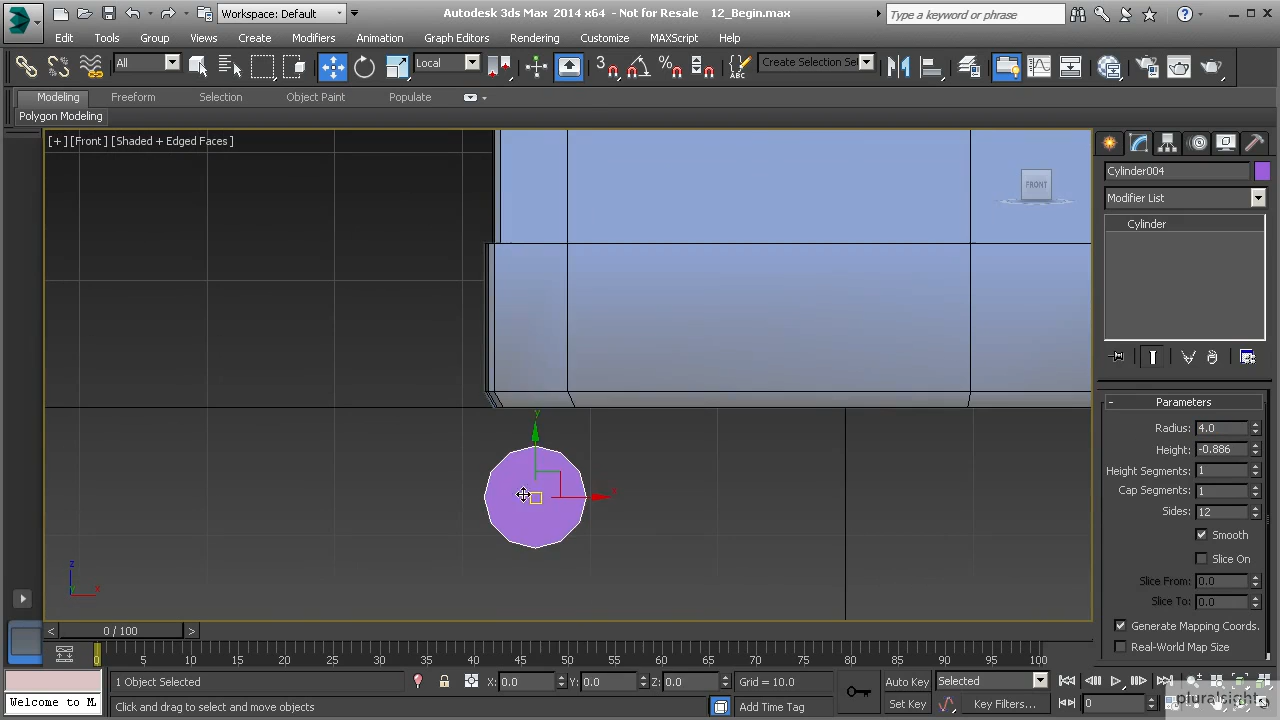 Workspace: Default
Autodesk 3ds Max 2014 x64 - Not for Resale 12_Begin.max
Type a keyword or phrase
Edit Tools Group Views Create Modifiers Animation Graph Editors Rendering Customize MAXScript Help
All Local Create Selection Se
Modeling Freeform Selection Object Paint Populate
Polygon Modeling
[+] [Front] [Shaded + Edged Faces]
FRONT
Cylinder004
Modifier List
Cylinder
y
x
z
x
Parameters
Radius: 4.0
Height: -0.886
Height Segments: 1
Cap Segments: 1
Sides: 12
Smooth
Slice On
Slice From: 0.0
Slice To: 0.0
Generate Mapping Coords.
Real-World Map Size
0 / 100
0 5 10 15 20 25 30 35 40 45 50 55 60 65 70 75 80 85 90 95 100
1 Object Selected X: 0.0 Y: 0.0 Z: 0.0 Grid = 10.0 Auto Key Selected
Welcome to M Click and drag to select and move objects Add Time Tag Set Key Key Filters... 0
pluralsight